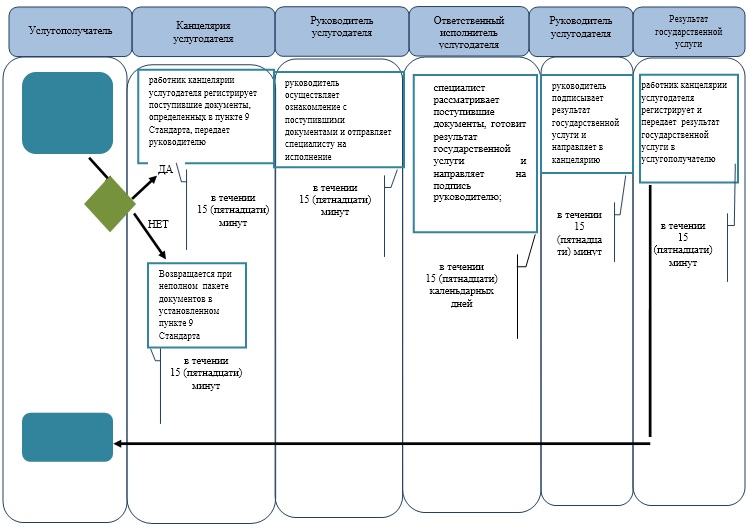 Услугополучатель
Канцелярия
услугодателя
Руководитель
услугодателя
Ответственный
исполнитель
услугодателя
Руководитель
услугодателя
Результат
государственной
услуги
работник канцелярии
услугодателя регистрирует
поступившие документы,
определенных в пункте 9
Стандарта, передает
руководителю
ДА
в течении
15 (пятнадцати)
минут
НЕТ
Возвращается при
неполном пакете
документов в
установленном
пункте 9
Стандарта
в течении
15 (пятнадцати)
минут
руководитель
осуществляет
ознакомление с
поступившими
документами и отправляет
специалисту на
исполнение
в течении
15 (пятнадцати)
минут
специалист
рассматривает
поступившие
документы, готовит
результат
государственной
услуги и
направляет на
подпись
руководителю;
в течении
15 (пятнадцати)
календарных
дней
руководитель
подписывает
результат
государственной
услуги и
направляет в
канцелярию
в течении
15
(пятнадца
ти) минут
работник канцелярии
услугодателя
регистрирует и
передает результат
государственной
услуги в
услугополучателю
в течении
15
(пятнадцати)
минут